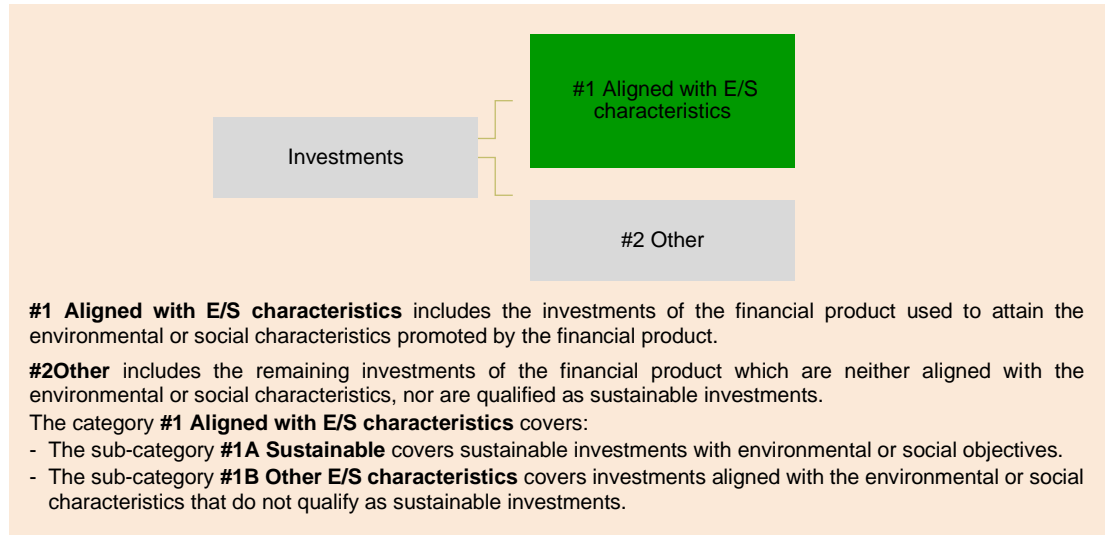 #1 Aligned with E/S
characteristics
Investments
#2 Other
#1 Aligned with E/S characteristics includes the investments of the financial product used to attain the
environmental or social characteristics promoted by the financial product.
#2Other includes the remaining investments of the financial product which are neither aligned with the
environmental or social characteristics, nor are qualified as sustainable investments.
The category #1 Aligned with E/S characteristics covers:
- The sub-category #1A Sustainable covers sustainable investments with environmental or social objectives.
- The sub-category #1B Other E/S characteristics covers investments aligned with the environmental or social
characteristics that do not qualify as sustainable investments.